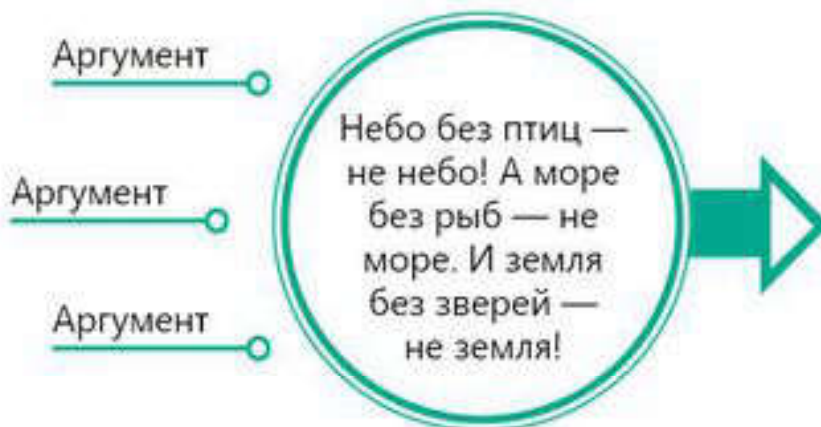 Аргумент
Аргумент
Аргумент
Небо без птиц —
не небо! А море
без рыб — не
море. И земля
без зверей —
не земля!